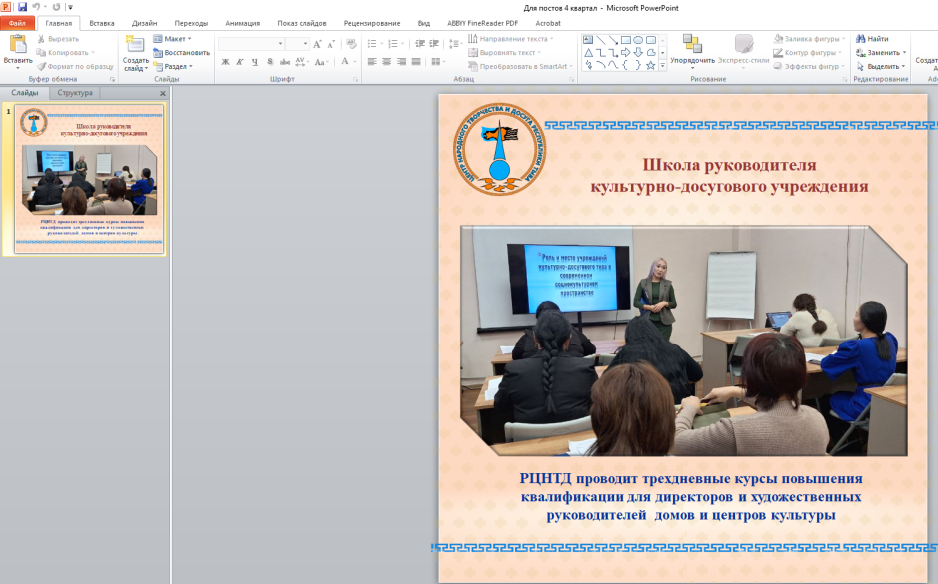 Для постов 4 квартал - Microsoft PowerPoint
Файл Главная Вставка Дизайн Переходы Анимация Показ слайдов Рецензирование Вид ABBYY FineReader PDF Acrobat
Вырезать
Копировать
Формат по образцу
Вставить
Буфер обмена
Создать слайд
Макет
Восстановить
Раздел
Слайды
Ж К Ч S abc AV Aa A
Шрифт
Направление текста
Выровнять текст
Преобразовать в SmartArt
Абзац
Упорядочить
Экспресс-стили
Заливка фигуры
Контур фигуры
Эффекты фигур
Рисование
Найти
Заменить
Выделить
Редактирование
Создат
Слайды Структура
1
Школа руководителя
культурно-досугового учреждения
РЦНТД проводит трехдневные курсы повышения
квалификации для директоров и художественных
руководителей домов и центров культуры
ЦЕНТР НАРОДНОГО ТВОРЧЕСТВА И ДОСУГА РЕСПУБЛИКИ ТЫВА
Школа руководителя
культурно-досугового учреждения
Роль и место учреждений
культурно-досугового типа в
современном
социокультурном
пространстве
РЦНТД проводит трехдневные курсы повышения
квалификации для директоров и художественных
руководителей домов и центров культуры